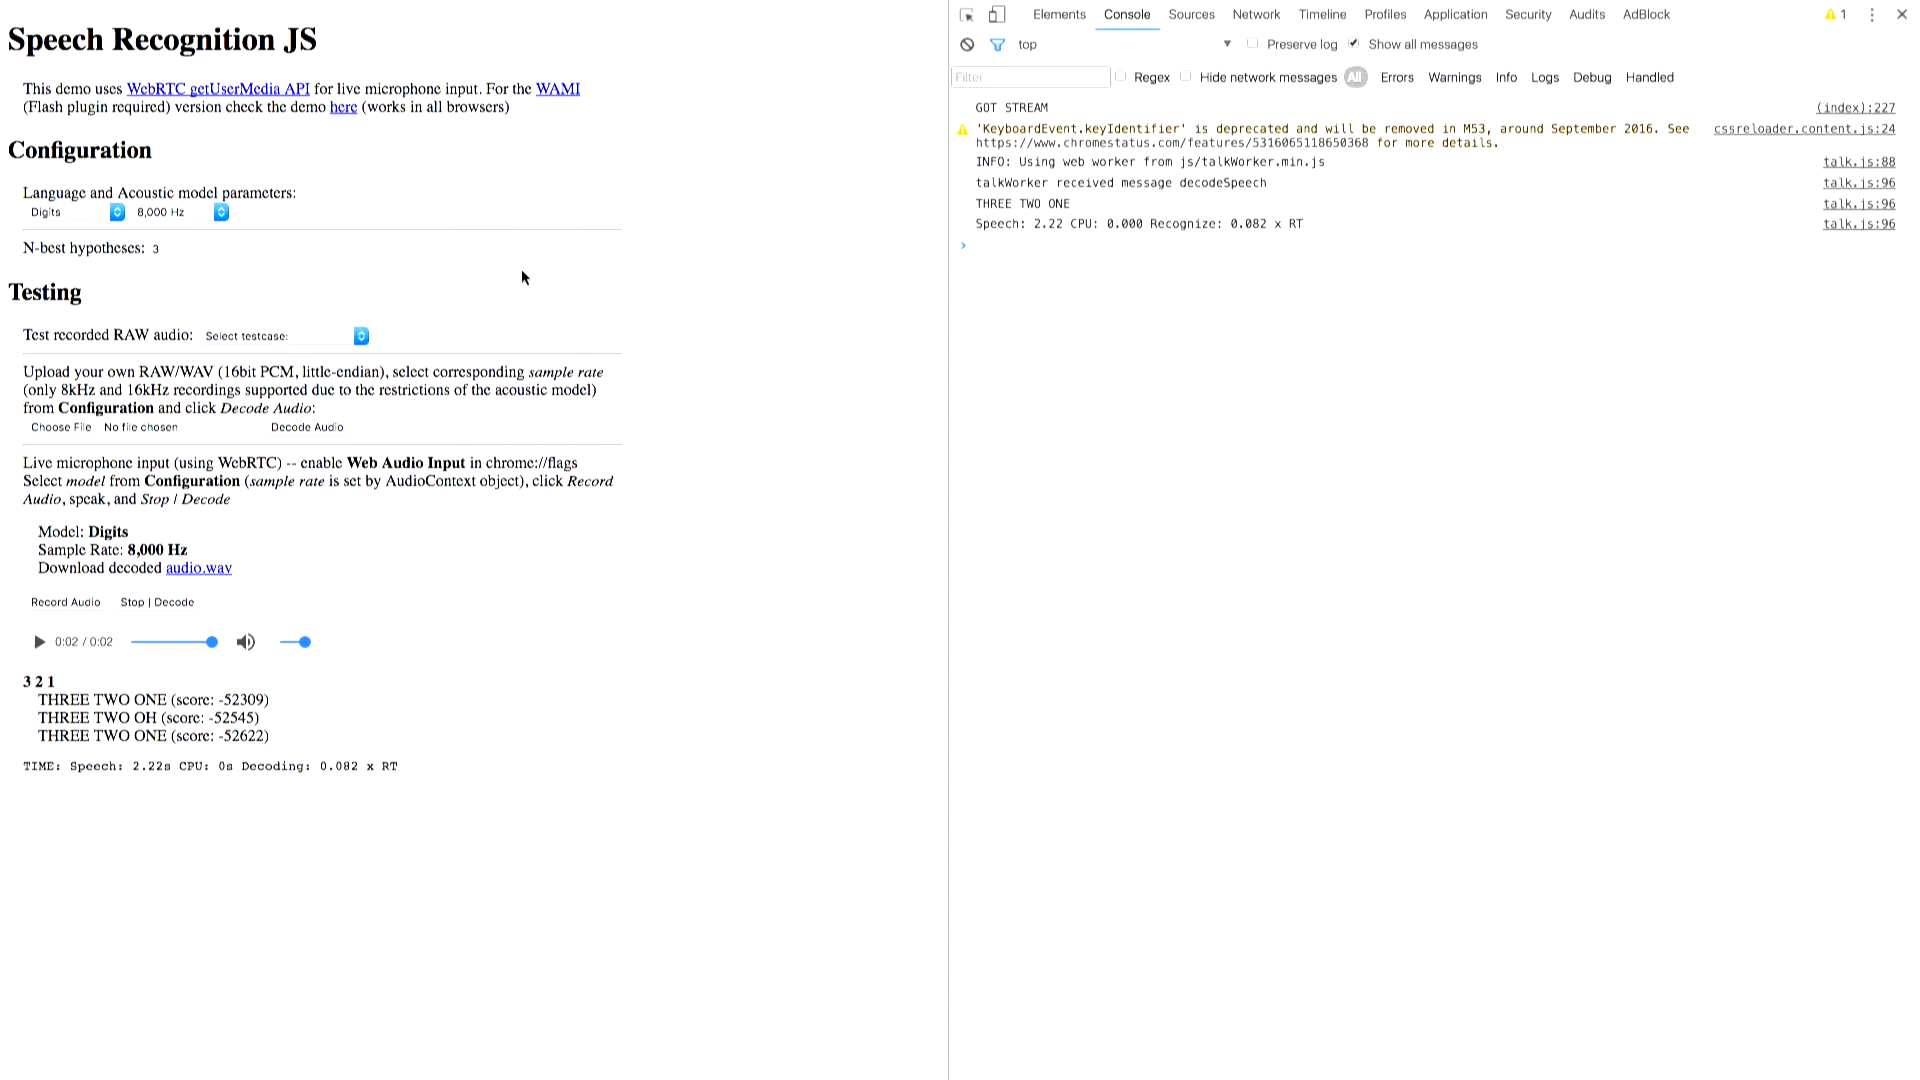 Speech Recognition JS
This demo uses WebRTC getUserMedia API for live microphone input. For the WAMI
(Flash plugin required) version check the demo here (works in all browsers)
Configuration
Language and Acoustic model parameters:
Digits 8,000 Hz
N-best hypotheses: 3
Testing
Test recorded RAW audio: Select testcase:
Upload your own RAW/WAV (16bit PCM, little-endian), select corresponding sample rate
(only 8kHz and 16kHz recordings supported due to the restrictions of the acoustic model)
from Configuration and click Decode Audio:
Choose File No file chosen Decode Audio
Live microphone input (using WebRTC) -- enable Web Audio Input in chrome://flags
Select model from Configuration (sample rate is set by AudioContext object), click Record
Audio, speak, and Stop / Decode
Model: Digits
Sample Rate: 8,000 Hz
Download decoded audio.wav
Record Audio Stop | Decode
0:02 / 0:02
3 2 1
THREE TWO ONE (score: -52309)
THREE TWO OH (score: -52545)
THREE TWO ONE (score: -52622)
TIME: Speech: 2.22s CPU: 0s Decoding: 0.082 x RT
Elements Console Sources Network Timeline Profiles Application Security Audits AdBlock 1
top Preserve log Show all messages
Filter Regex Hide network messages All Errors Warnings Info Logs Debug Handled
GOT STREAM (index):227
'KeyboardEvent.keyIdentifier' is deprecated and will be removed in M53, around September 2016. See cssreloader.content.js:24
https://www.chromestatus.com/features/5316065118650368 for more details.
INFO: Using web worker from js/talkWorker.min.js talk.js:88
talkWorker received message decodeSpeech talk.js:96
THREE TWO ONE talk.js:96
Speech: 2.22 CPU: 0.000 Recognize: 0.082 x RT talk.js:96